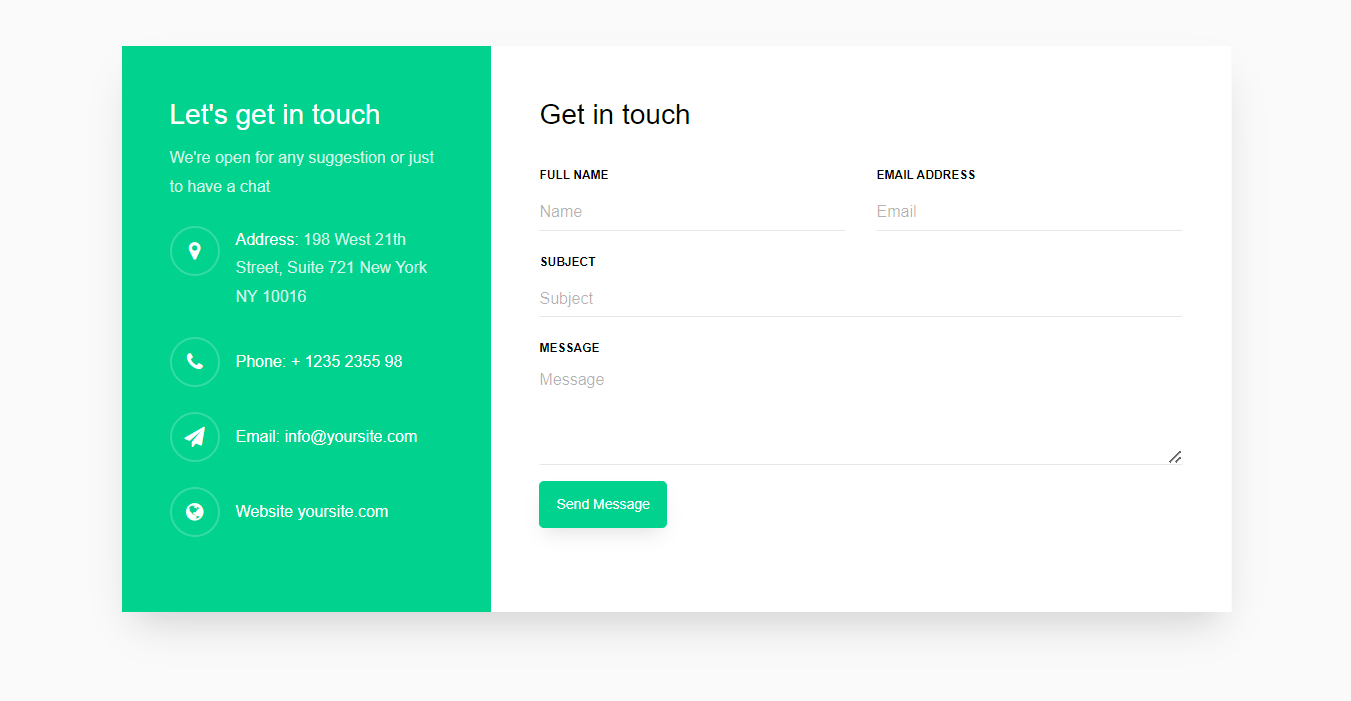 Let's get in touch
We're open for any suggestion or just
to have a chat
Address: 198 West 21th
Street, Suite 721 New York
NY 10016
Phone: + 1235 2355 98
Email: info@yoursite.com
Website yoursite.com
Get in touch
FULL NAME
Name
EMAIL ADDRESS
Email
SUBJECT
Subject
MESSAGE
Message
Send Message